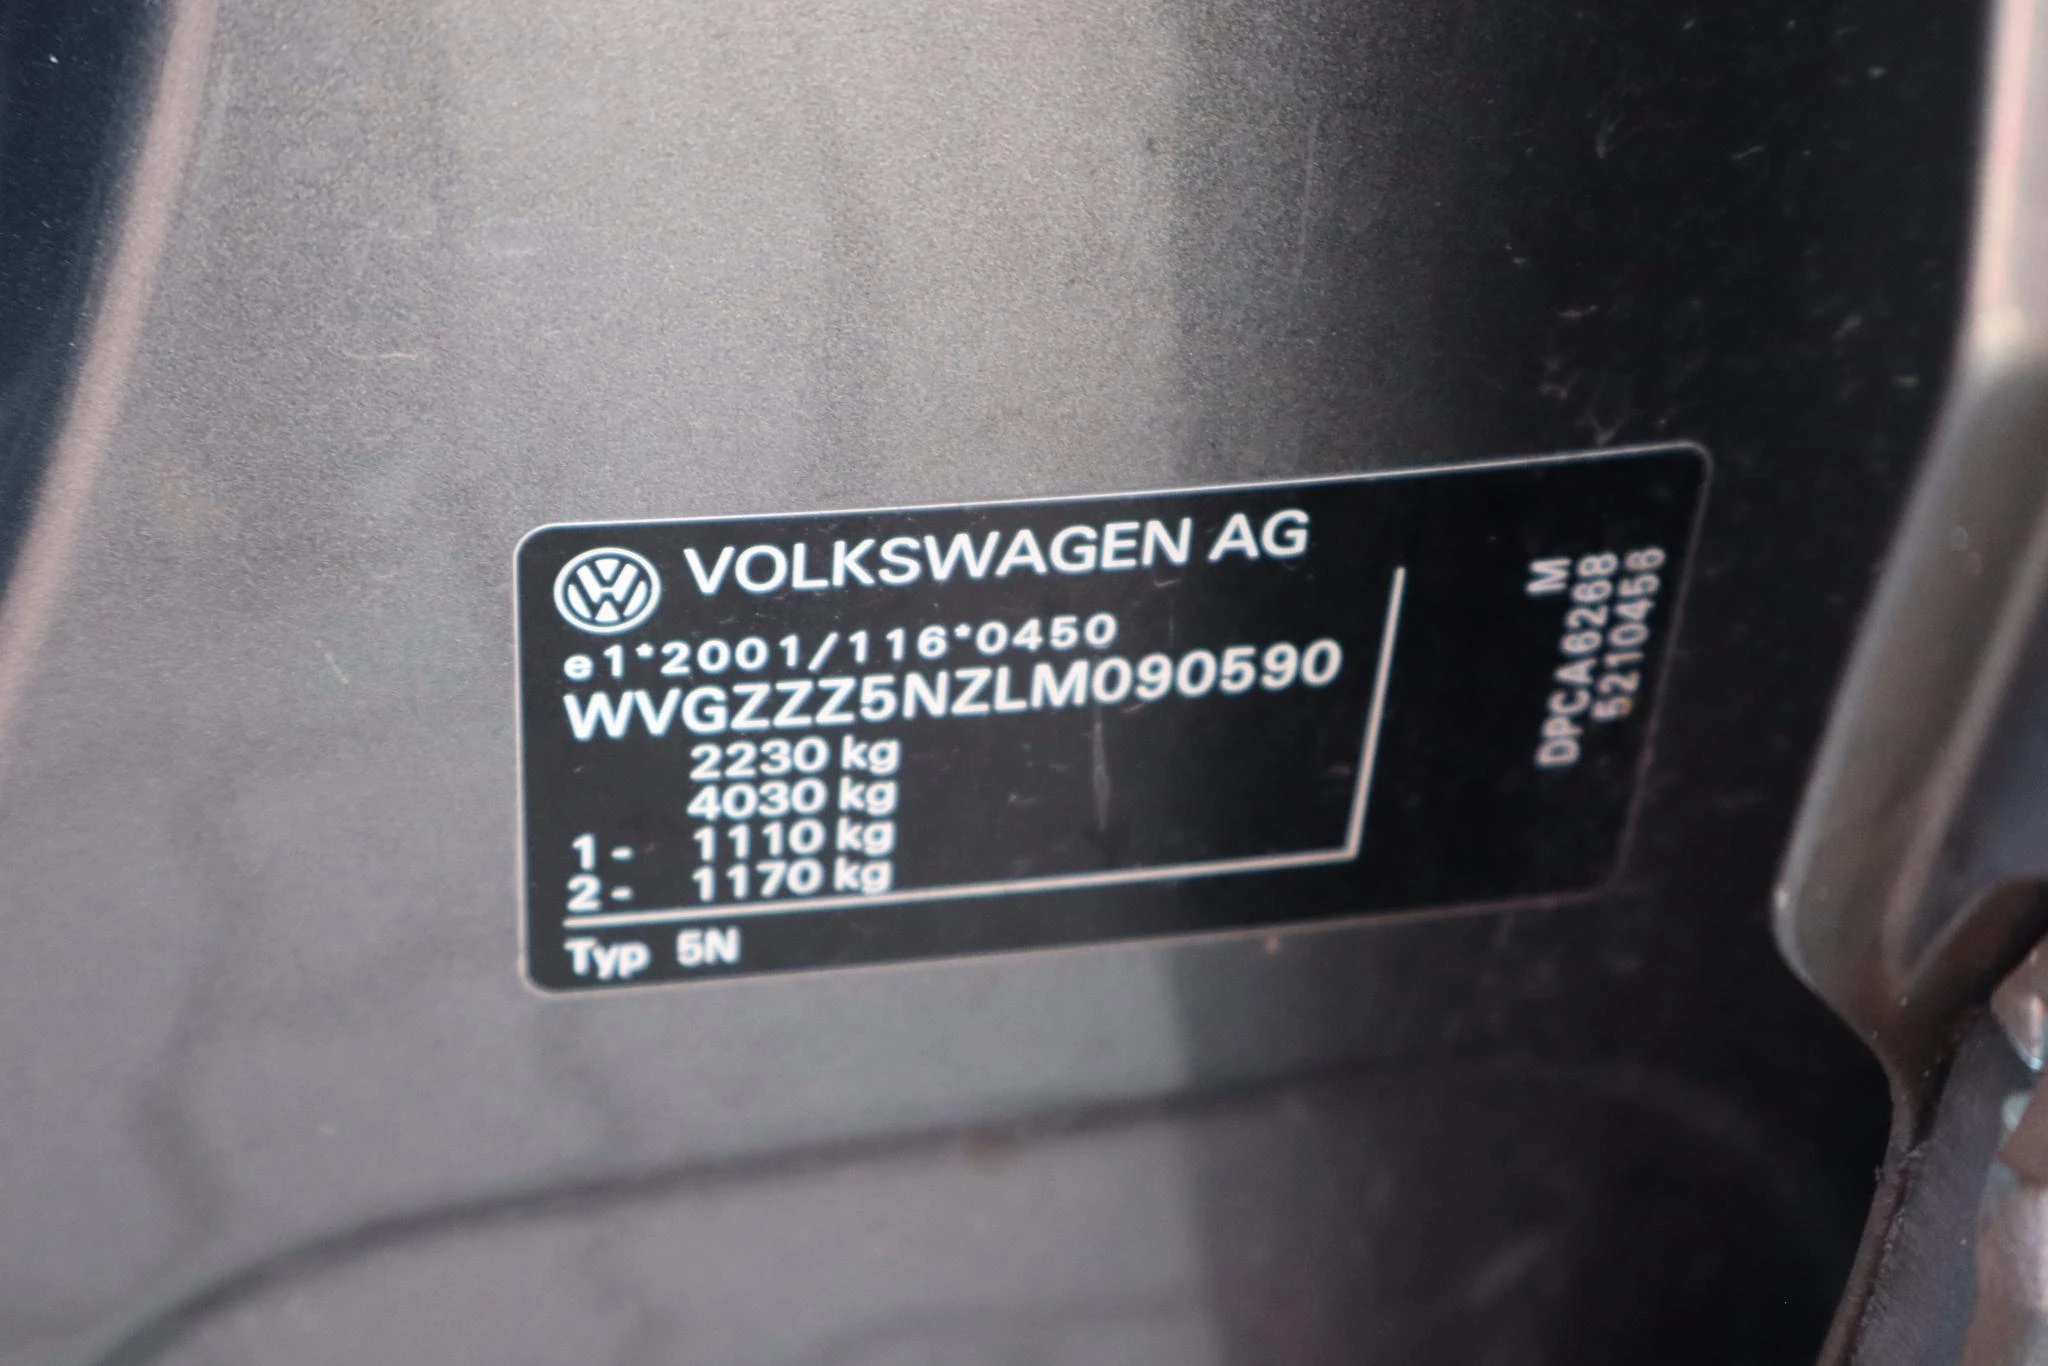 VOLKSWAGEN AG
e1*2001/116*0450
WVGZZZ5NZLM090590
2230 kg
4030 kg
1- 1110 kg
2- 1170 kg
Typ 5N
M
DPCA6268
5210456